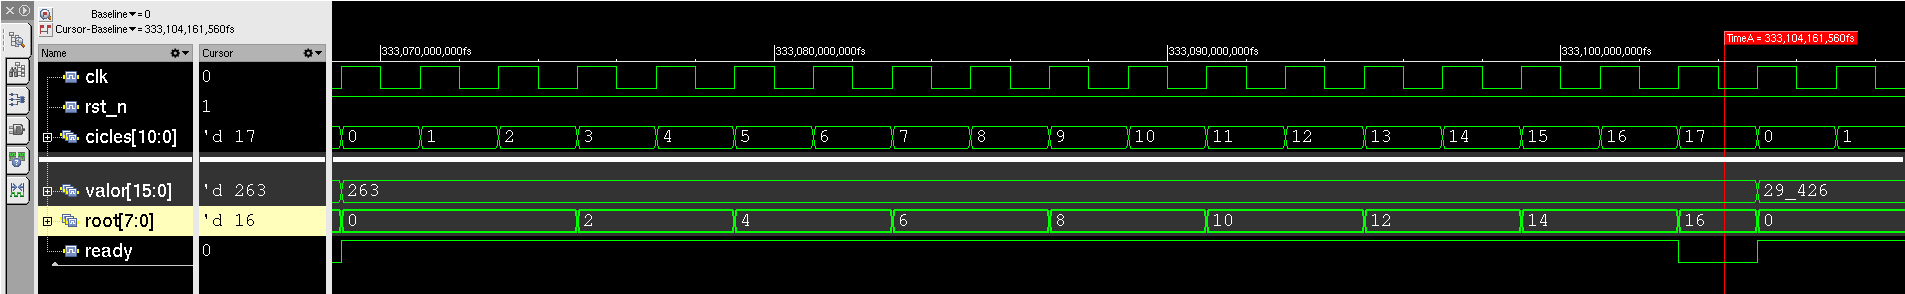 Baseline▾= 0
Cursor-Baseline▾= 333,104,161,560fs
Name Cursor 333,070,000,000fs 333,080,000,000fs 333,090,000,000fs 333,100,000,000fs TimeA = 333,104,161,560fs
clk 0
rst_n 1
cicles[10:0] 'd 17 0 1 2 3 4 5 6 7 8 9 10 11 12 13 14 15 16 17 0 1
valor[15:0] 'd 263 263 29_426
root[7:0] 'd 16 0 2 4 6 8 10 12 14 16 0
ready 0